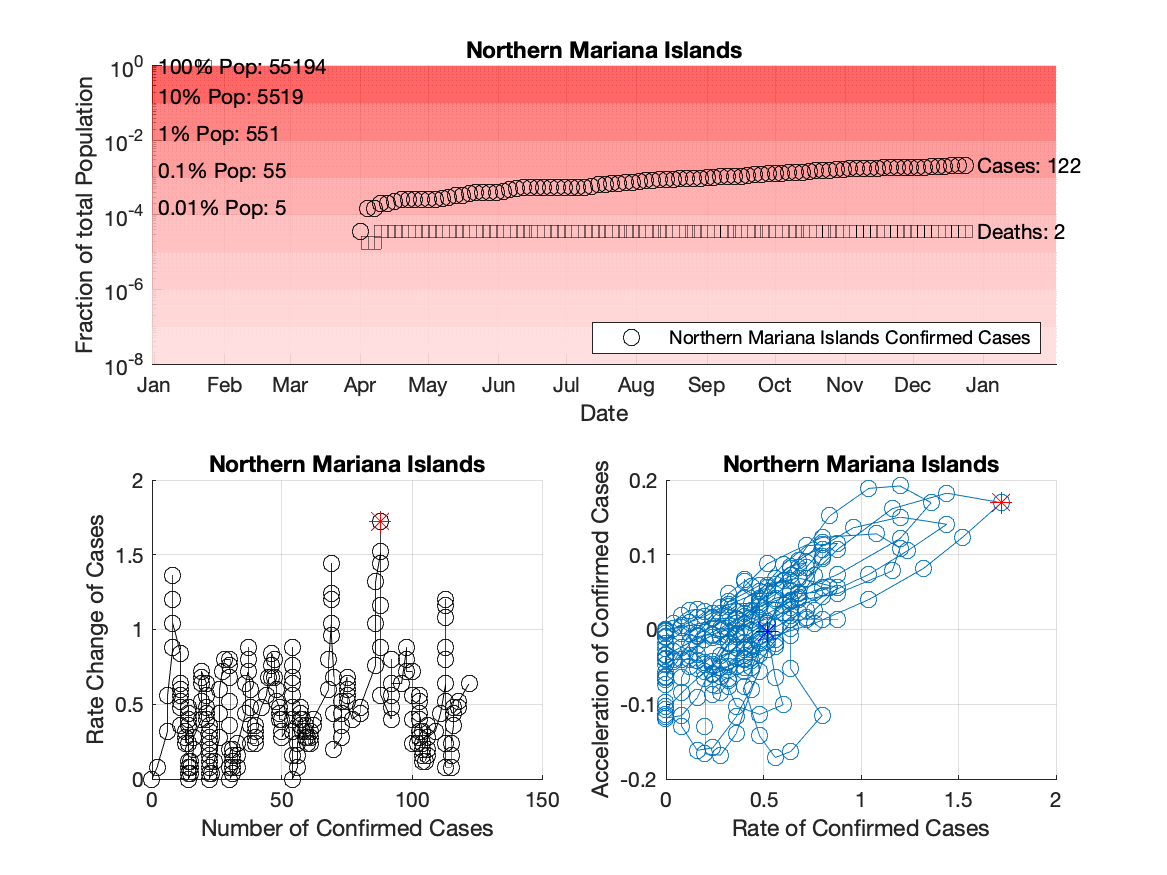 Northern Mariana Islands
10^0
10^-2
10^-4
10^-6
10^-8
Fraction of total Population
100% Pop: 55194
10% Pop: 5519
1% Pop: 551
0.1% Pop: 55
0.01% Pop: 5
Cases: 122
Deaths: 2
Northern Mariana Islands Confirmed Cases
Jan Feb Mar Apr May Jun Jul Aug Sep Oct Nov Dec Jan
Date
Northern Mariana Islands
2
1.5
1
0.5
0
Rate Change of Cases
0 50 100 150
Number of Confirmed Cases
Northern Mariana Islands
0.2
0.1
0
-0.1
-0.2
Acceleration of Confirmed Cases
0 0.5 1 1.5 2
Rate of Confirmed Cases